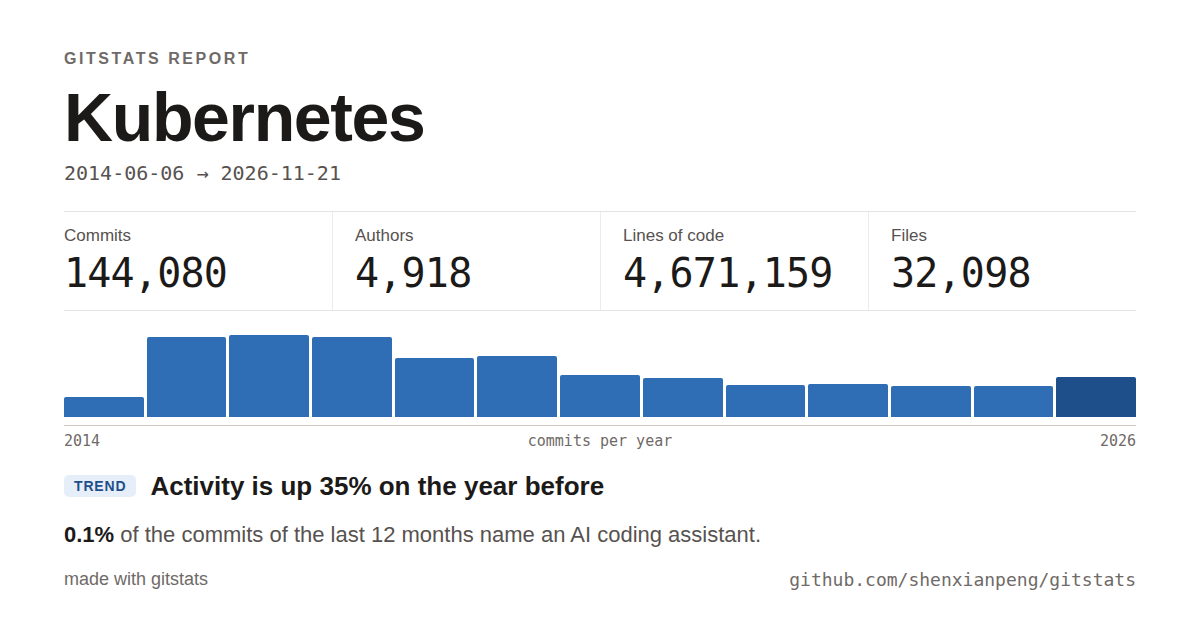 GITSTATS REPORT
Kubernetes
2014-06-06 → 2026-11-21
Commits
144,080
Authors
4,918
Lines of code
4,671,159
Files
32,098
2014
commits per year
2026
TREND Activity is up 35% on the year before
0.1% of the commits of the last 12 months name an AI coding assistant.
made with gitstats
github.com/shenxianpeng/gitstats